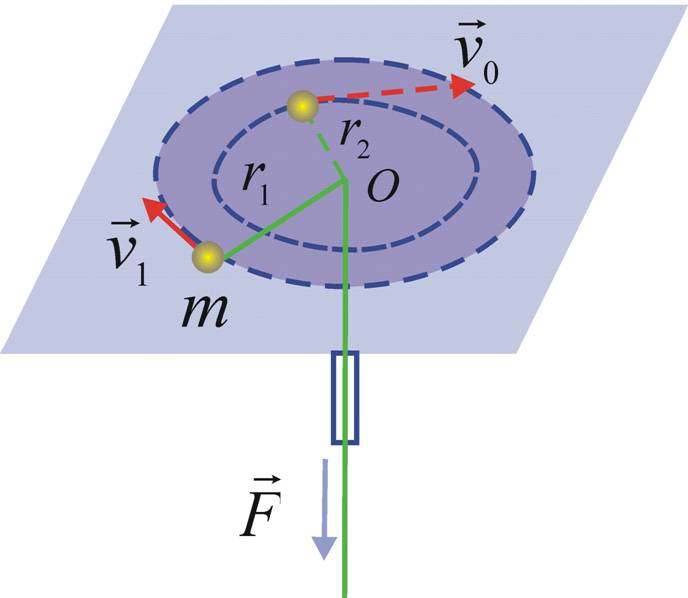 v⃗₀
r₂
r₁
O
v⃗₁
m
F⃗